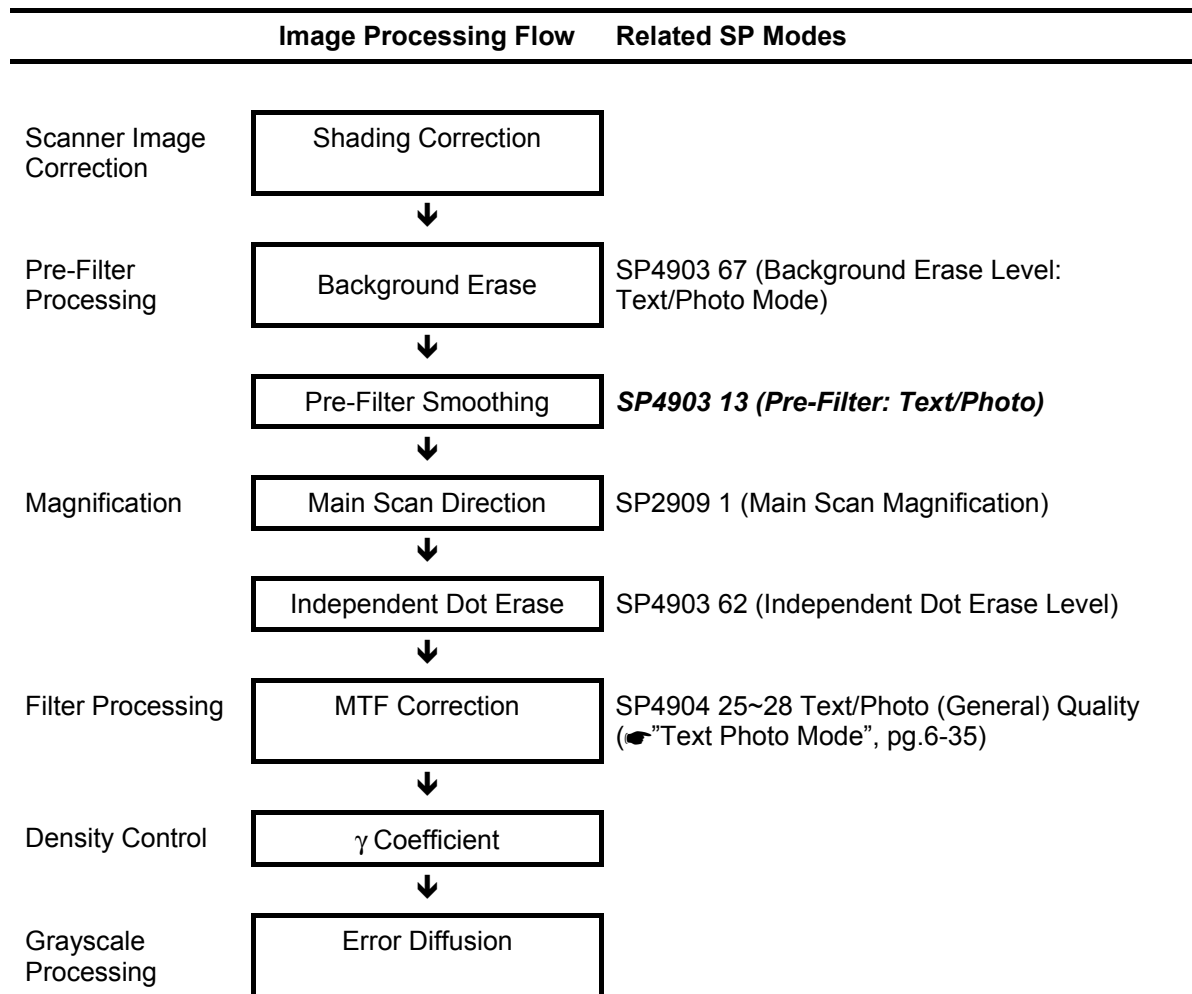 Image Processing Flow Related SP Modes
Scanner Image
Correction
Shading Correction
Pre-Filter
Processing
Background Erase
SP4903 67 (Background Erase Level:
Text/Photo Mode)
Pre-Filter Smoothing
SP4903 13 (Pre-Filter: Text/Photo)
Magnification
Main Scan Direction
SP2909 1 (Main Scan Magnification)
Independent Dot Erase
SP4903 62 (Independent Dot Erase Level)
Filter Processing
MTF Correction
SP4904 25~28 Text/Photo (General) Quality
(☛”Text Photo Mode”, pg.6-35)
Density Control
γ Coefficient
Grayscale
Processing
Error Diffusion